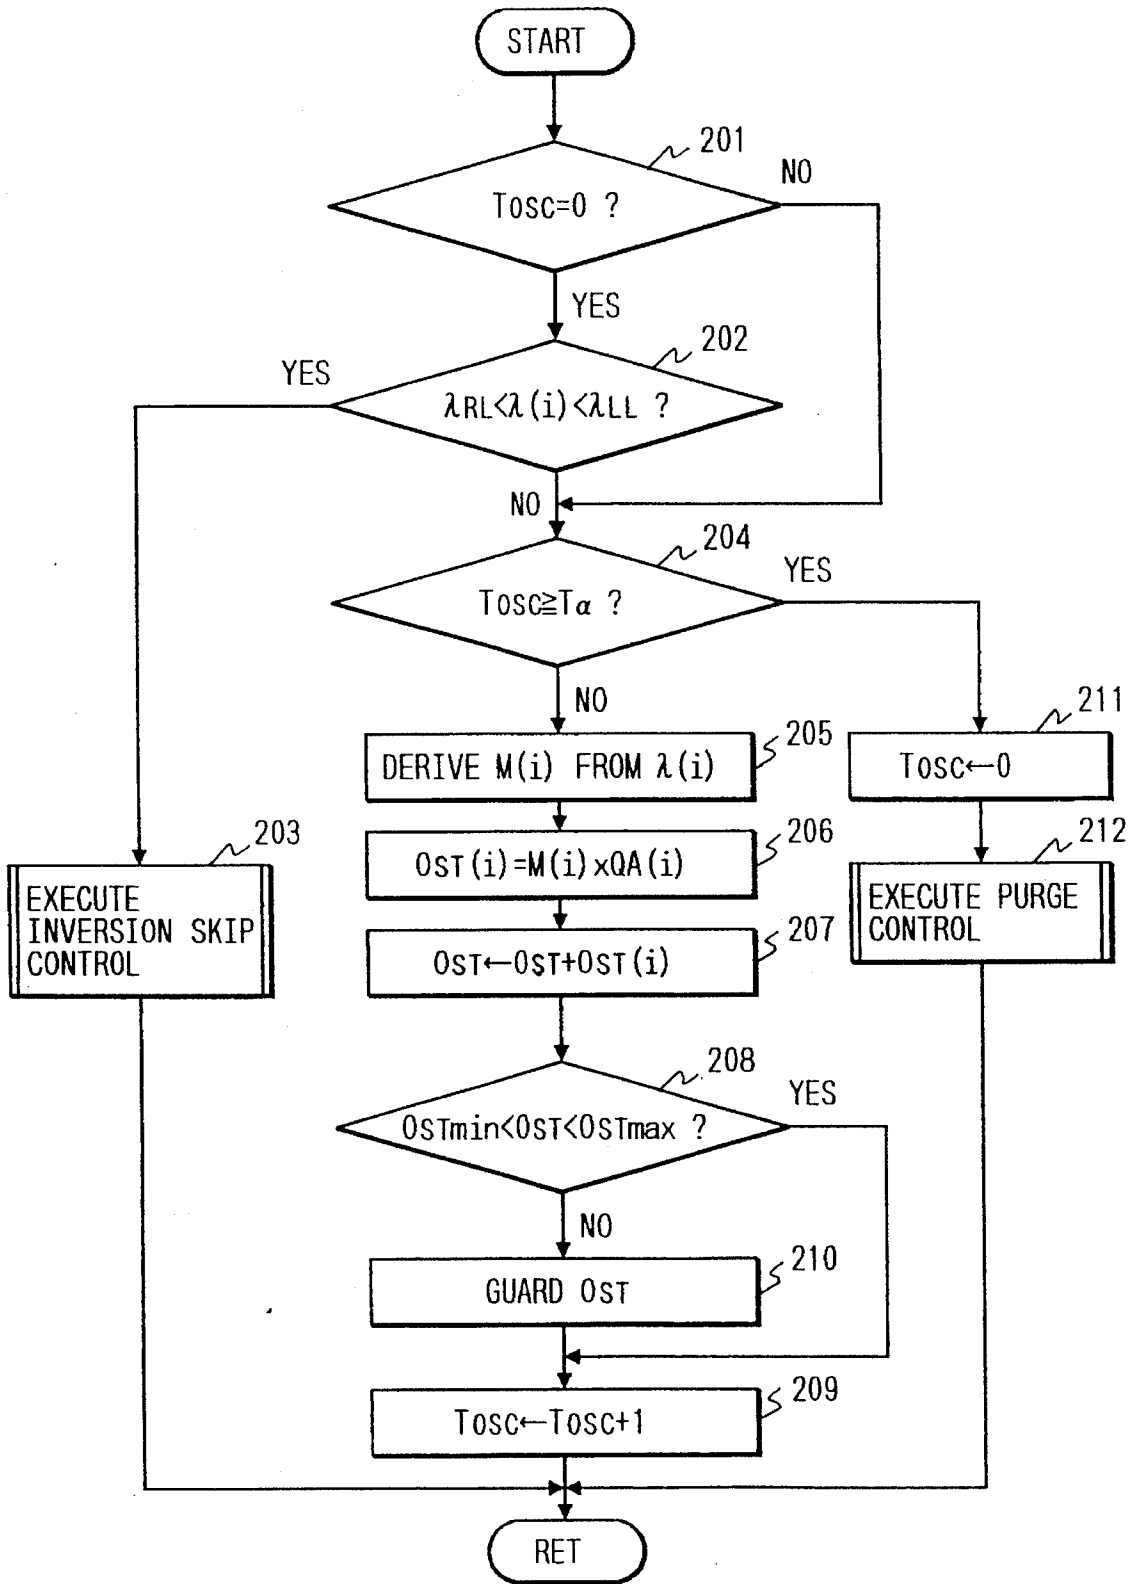 START
201
NO
TOSC=0 ?
YES
202
YES
λRL<λ(i)<λLL ?
NO
204
YES
TOSC≧Tα ?
NO
205
211
DERIVE M(i) FROM λ(i)
TOSC←0
206
203
212
OST(i)=M(i)xQA(i)
EXECUTE
INVERSION SKIP
CONTROL
EXECUTE PURGE
CONTROL
207
OST←OST+OST(i)
208
YES
OSTmin<OST<OSTmax ?
NO
210
GUARD OST
209
TOSC←TOSC+1
RET